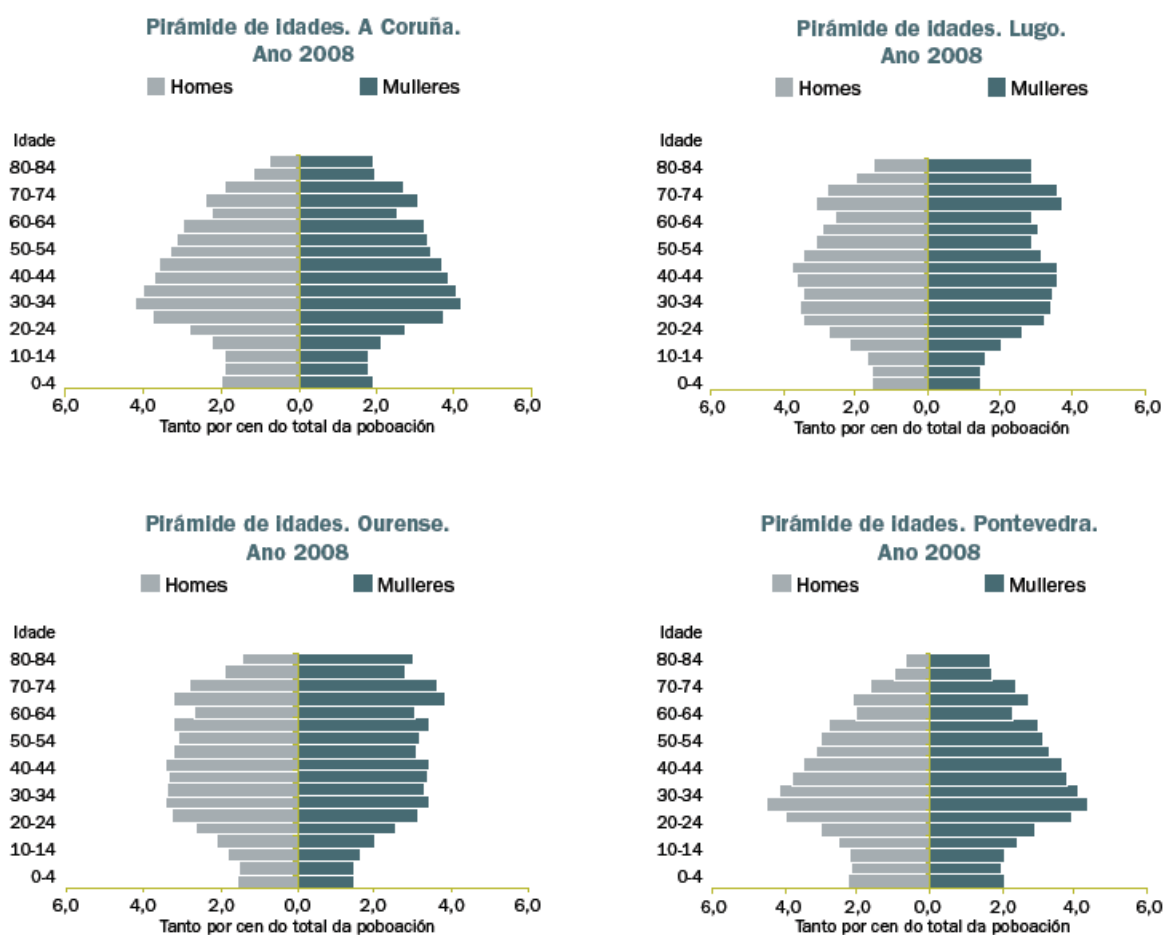 Pirámide de idades. A Coruña.
Ano 2008
Homes
Mulleres
Idade
80-84
70-74
60-64
50-54
40-44
30-34
20-24
10-14
0-4
6,0 4,0 2,0 0,0 2,0 4,0 6,0
Tanto por cen do total da poboación
Pirámide de idades. Lugo.
Ano 2008
Homes
Mulleres
Idade
80-84
70-74
60-64
50-54
40-44
30-34
20-24
10-14
0-4
6,0 4,0 2,0 0,0 2,0 4,0 6,0
Tanto por cen do total da poboación
Pirámide de idades. Ourense.
Ano 2008
Homes
Mulleres
Idade
80-84
70-74
60-64
50-54
40-44
30-34
20-24
10-14
0-4
6,0 4,0 2,0 0,0 2,0 4,0 6,0
Tanto por cen do total da poboación
Pirámide de idades. Pontevedra.
Ano 2008
Homes
Mulleres
Idade
80-84
70-74
60-64
50-54
40-44
30-34
20-24
10-14
0-4
6,0 4,0 2,0 0,0 2,0 4,0 6,0
Tanto por cen do total da poboación